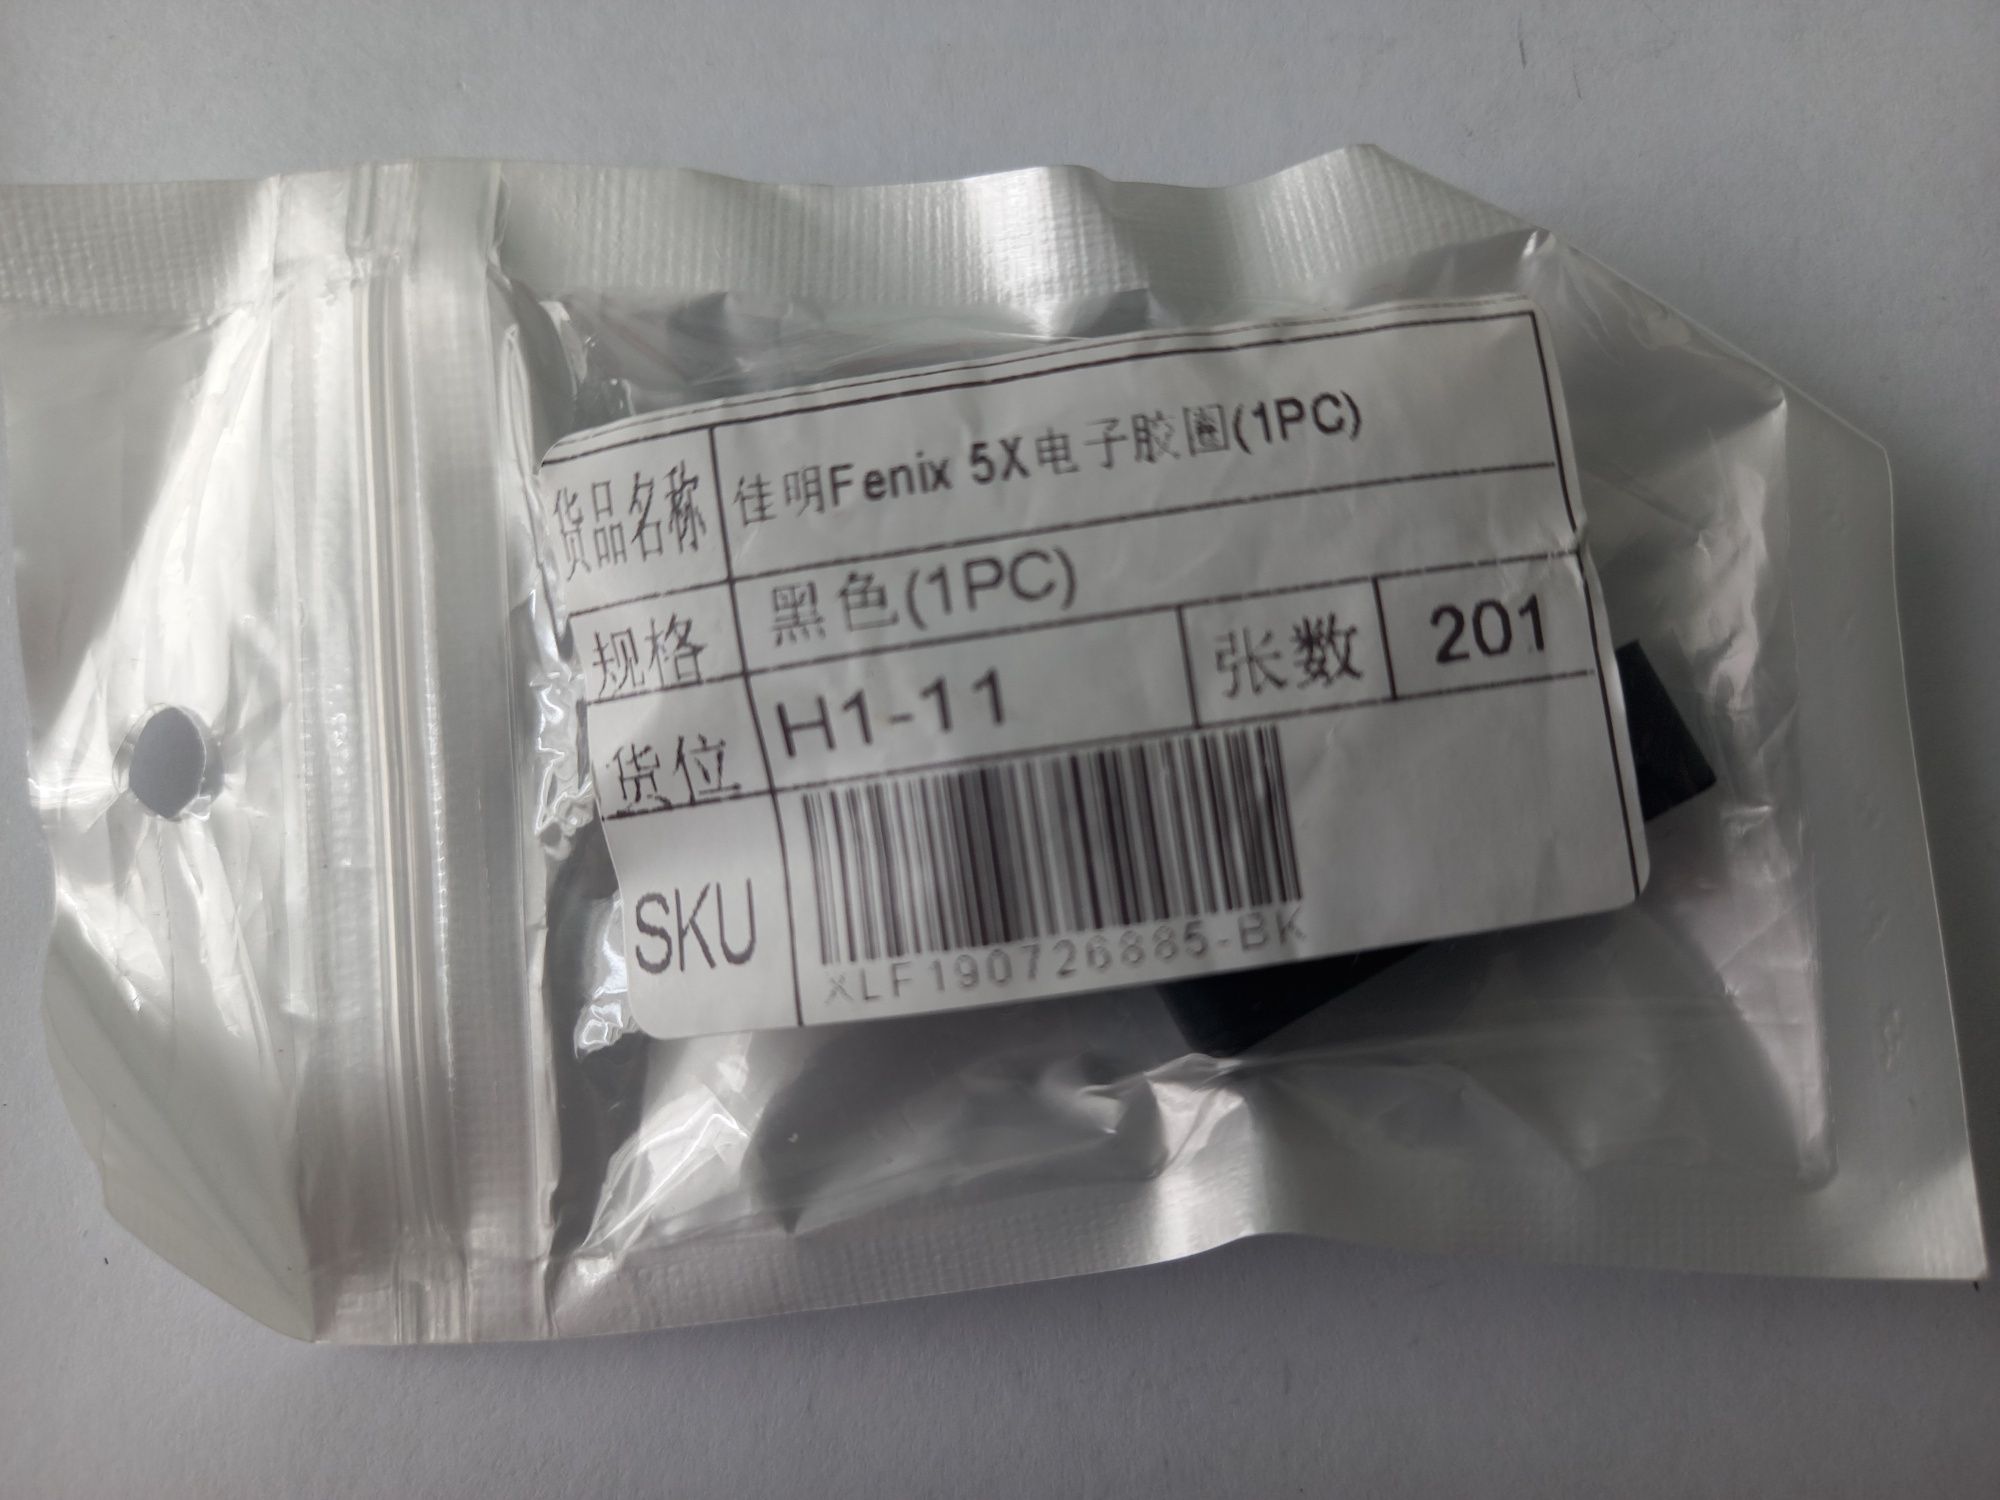 货品名称 佳明Fenix 5X电子胶圈(1PC)
规格 黑色(1PC)
货位 H1-11 张数 201
SKU
XLF190726885-BK